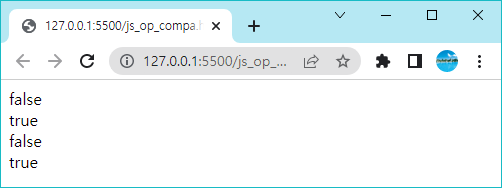 127.0.0.1:5500/js_op_compa.h
127.0.0.1:5500/js_op_...
false
true
false
true